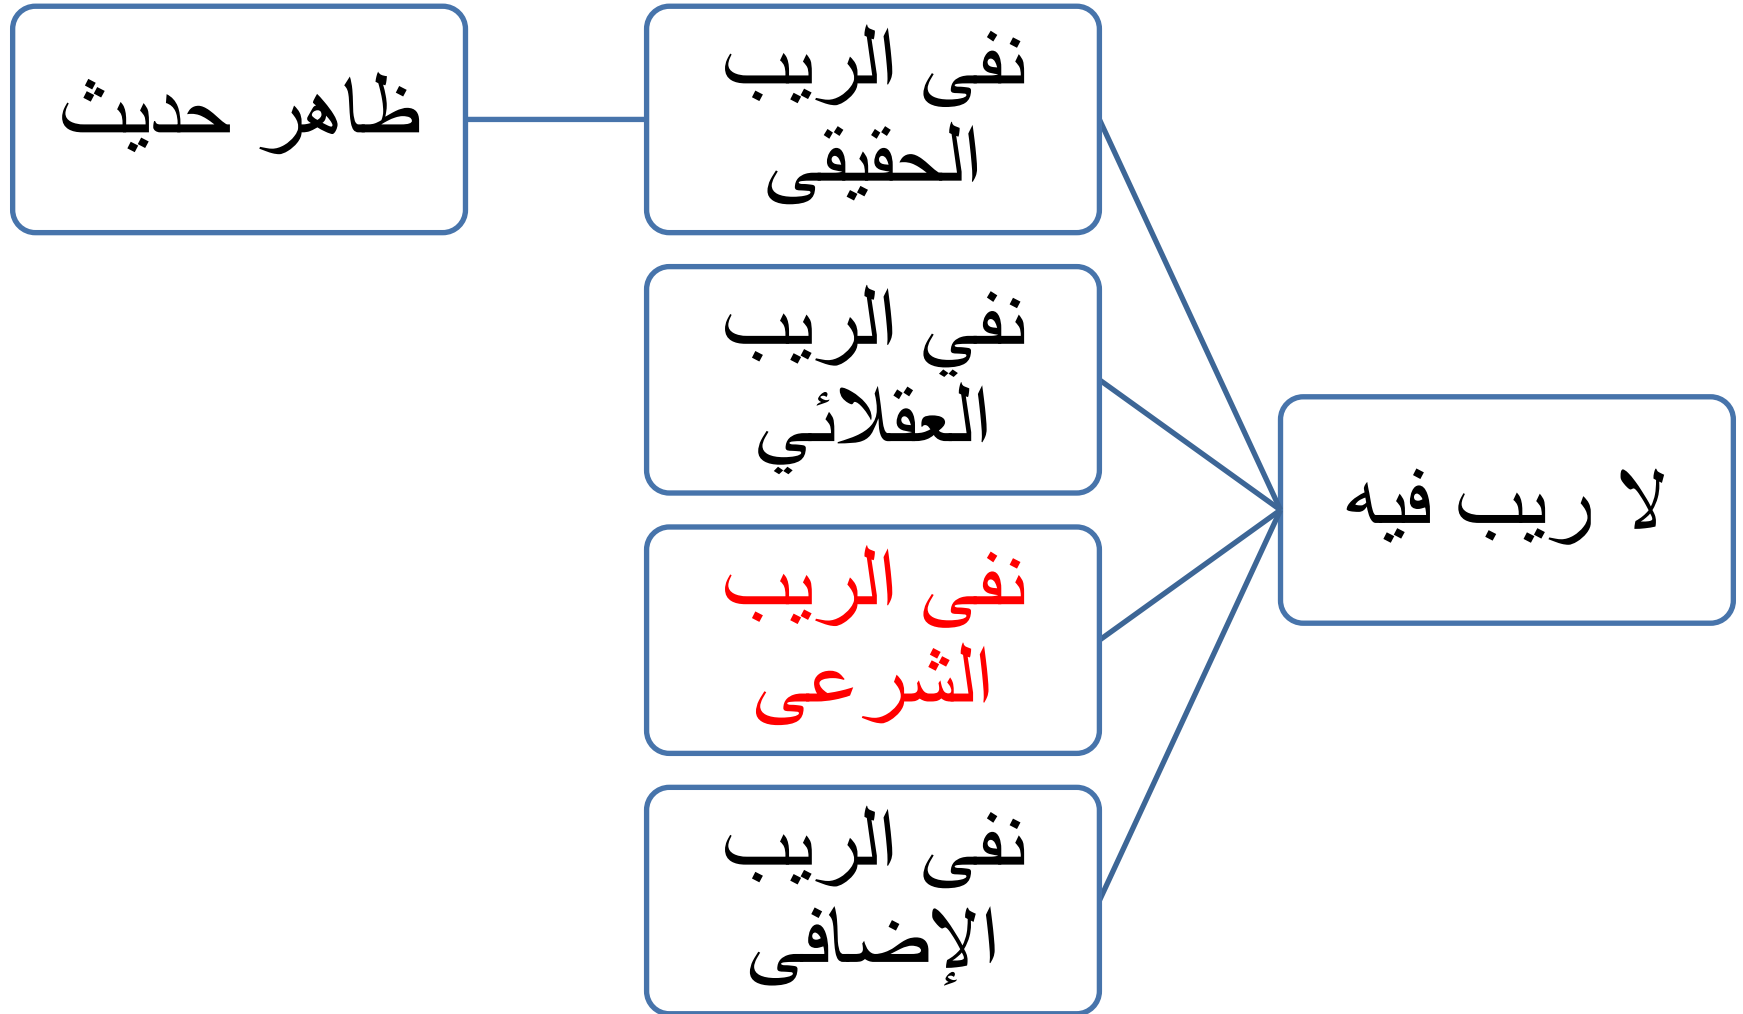 لا ريب فيه
نفى الريب
الحقيقى
نفي الريب
العقلائي
نفى الريب
الشرعى
نفى الريب
الإضافى
ظاهر حديث